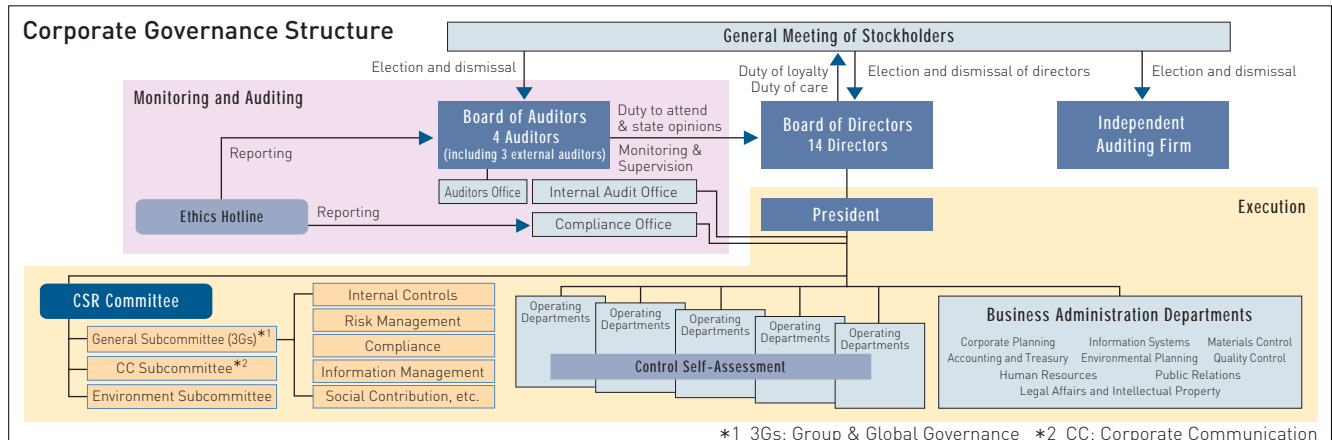 Corporate Governance Structure
General Meeting of Stockholders
Election and dismissal
Duty of loyalty
Duty of care
Election and dismissal of directors
Election and dismissal
Monitoring and Auditing
Board of Auditors
4 Auditors
(including 3 external auditors)
Duty to attend
& state opinions
Monitoring &
Supervision
Board of Directors
14 Directors
Independent
Auditing Firm
Reporting
Auditors Office
Internal Audit Office
Ethics Hotline
Reporting
Compliance Office
President
Execution
CSR Committee
General Subcommittee (3Gs)*1
CC Subcommittee*2
Environment Subcommittee
Internal Controls
Risk Management
Compliance
Information Management
Social Contribution, etc.
Operating
Departments
Operating
Departments
Operating
Departments
Operating
Departments
Operating
Departments
Control Self-Assessment
Business Administration Departments
Corporate Planning Information Systems Materials Control
Accounting and Treasury Environmental Planning Quality Control
Human Resources Public Relations
Legal Affairs and Intellectual Property
*1 3Gs: Group & Global Governance *2 CC: Corporate Communication